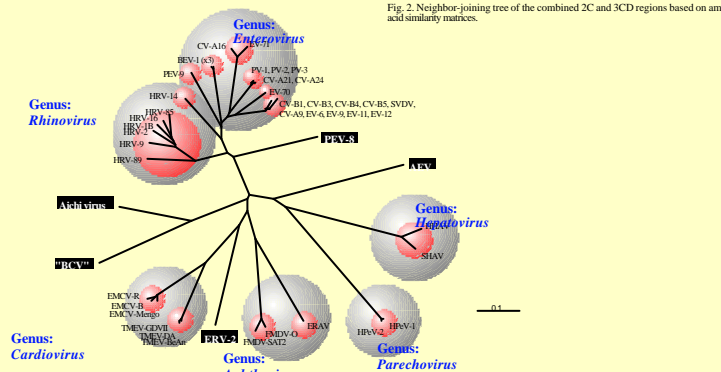 Fig. 2. Neighbor-joining tree of the combined 2C and 3CD regions based on am
acid similarity matrices.
Genus:
Enterovirus
CV-A16
EV-71
BEV-1 (x3)
PEV-9
PV-1, PV-2, PV-3
CV-A21, CV-A24
EV-70
CV-B1, CV-B3, CV-B4, CV-B5, SVDV,
CV-A9, EV-6, EV-9, EV-11, EV-12
Genus:
Rhinovirus
HRV-14
HRV-85
HRV-16
HRV-1B
HRV-2
HRV-9
HRV-89
PEV-8
AEV
Aichi virus
"BCV"
Genus:
Hepatovirus
HHAV
SHAV
0.1
EMCV-R
EMCV-B
EMCV-Mengo
TMEV-GDVII
TMEV-DA
TMEV-BeAn
Genus:
Cardiovirus
ERV-2
FMDV-O
FMDV-SAT2
ERAV
Genus:
HPeV-1
HPeV-2
Genus:
Parechovirus